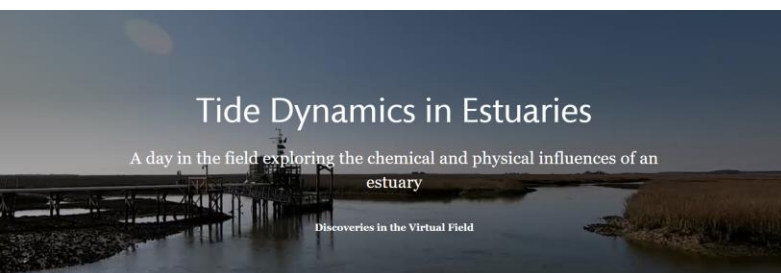 Tide Dynamics in Estuaries
A day in the field exploring the chemical and physical influences of an
estuary
Discoveries in the Virtual Field